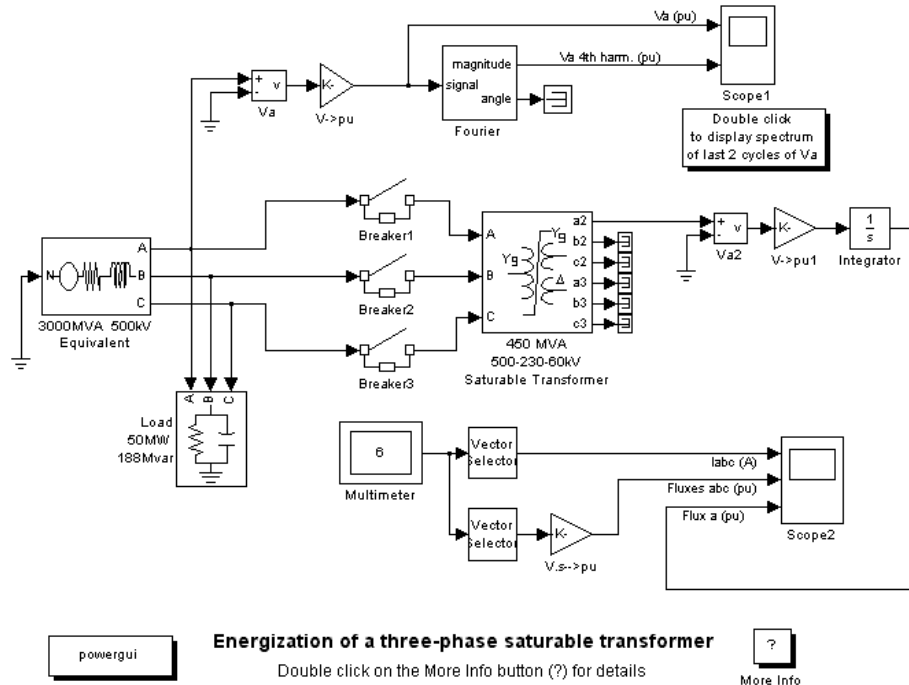 Va (pu)
Va 4th harm. (pu)
magnitude
signal
angle
+
-
v
K-
Va
V->pu
Fourier
Scope1
Double click
to display spectrum
of last 2 cycles of Va
A
N
B
C
3000MVA 500kV
Equivalent
Breaker1
Breaker2
Breaker3
A
B
C
Yg
Yg
Δ
a2
b2
c2
a3
b3
c3
450 MVA
500-230-60kV
Saturable Transformer
+
-
v
Va2
K-
V->pu1
1
s
Integrator
A
B
C
Load
50MW
188Mvar
6
Multimeter
Vector
Selector
Vector
Selector
K-
V.s-->pu
Iabc (A)
Fluxes abc (pu)
Flux a (pu)
Scope2
powergui
Energization of a three-phase saturable transformer
Double click on the More Info button (?) for details
?
More Info